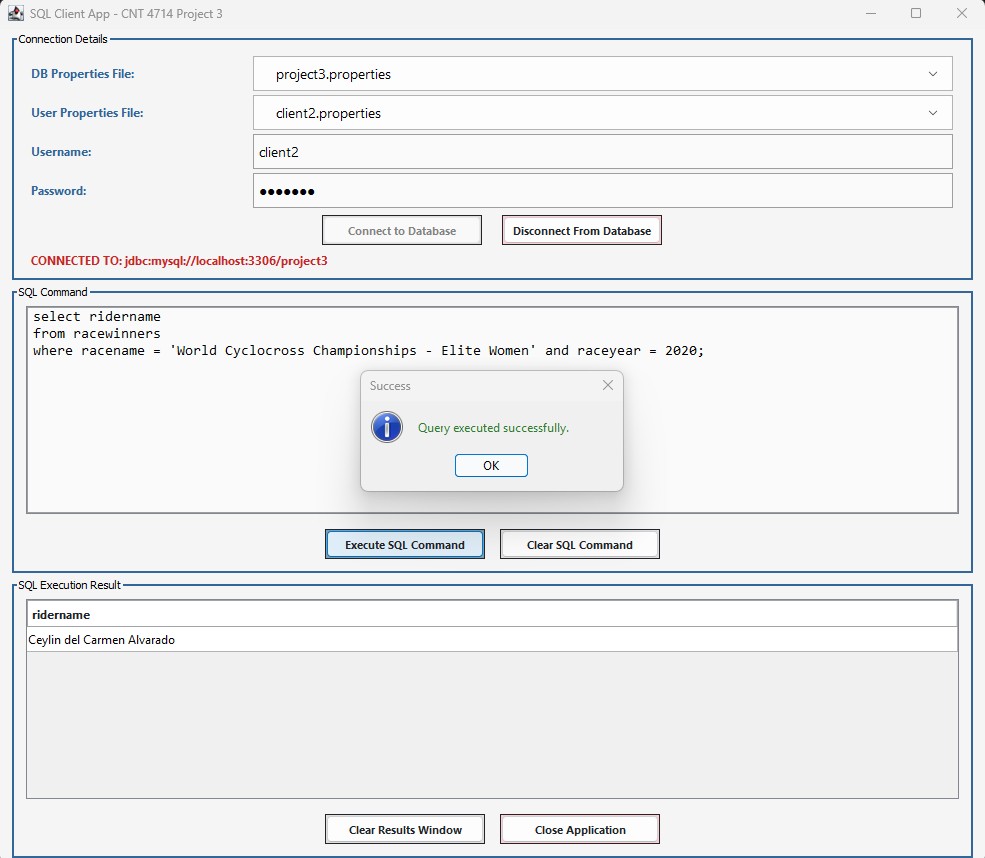 SQL Client App - CNT 4714 Project 3
Connection Details
DB Properties File: project3.properties
User Properties File: client2.properties
Username: client2
Password: ●●●●●●●
Connect to Database Disconnect From Database
CONNECTED TO: jdbc:mysql://localhost:3306/project3
SQL Command
select ridername
from racewinners
where racename = 'World Cyclocross Championships - Elite Women' and raceyear = 2020;
Success
Query executed successfully.
OK
Execute SQL Command Clear SQL Command
SQL Execution Result
ridername
Ceylin del Carmen Alvarado
Clear Results Window Close Application